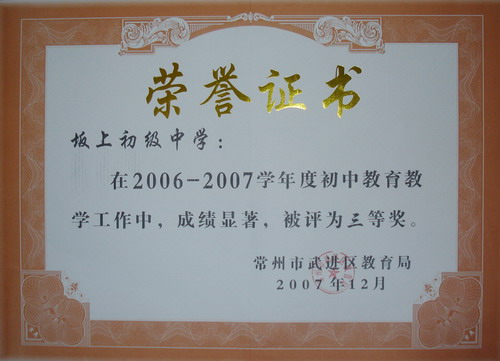 荣誉证书
坂上初级中学：
在2006-2007学年度初中教育教
学工作中，成绩显著，被评为三等奖。
常州市武进区教育局
2007年12月